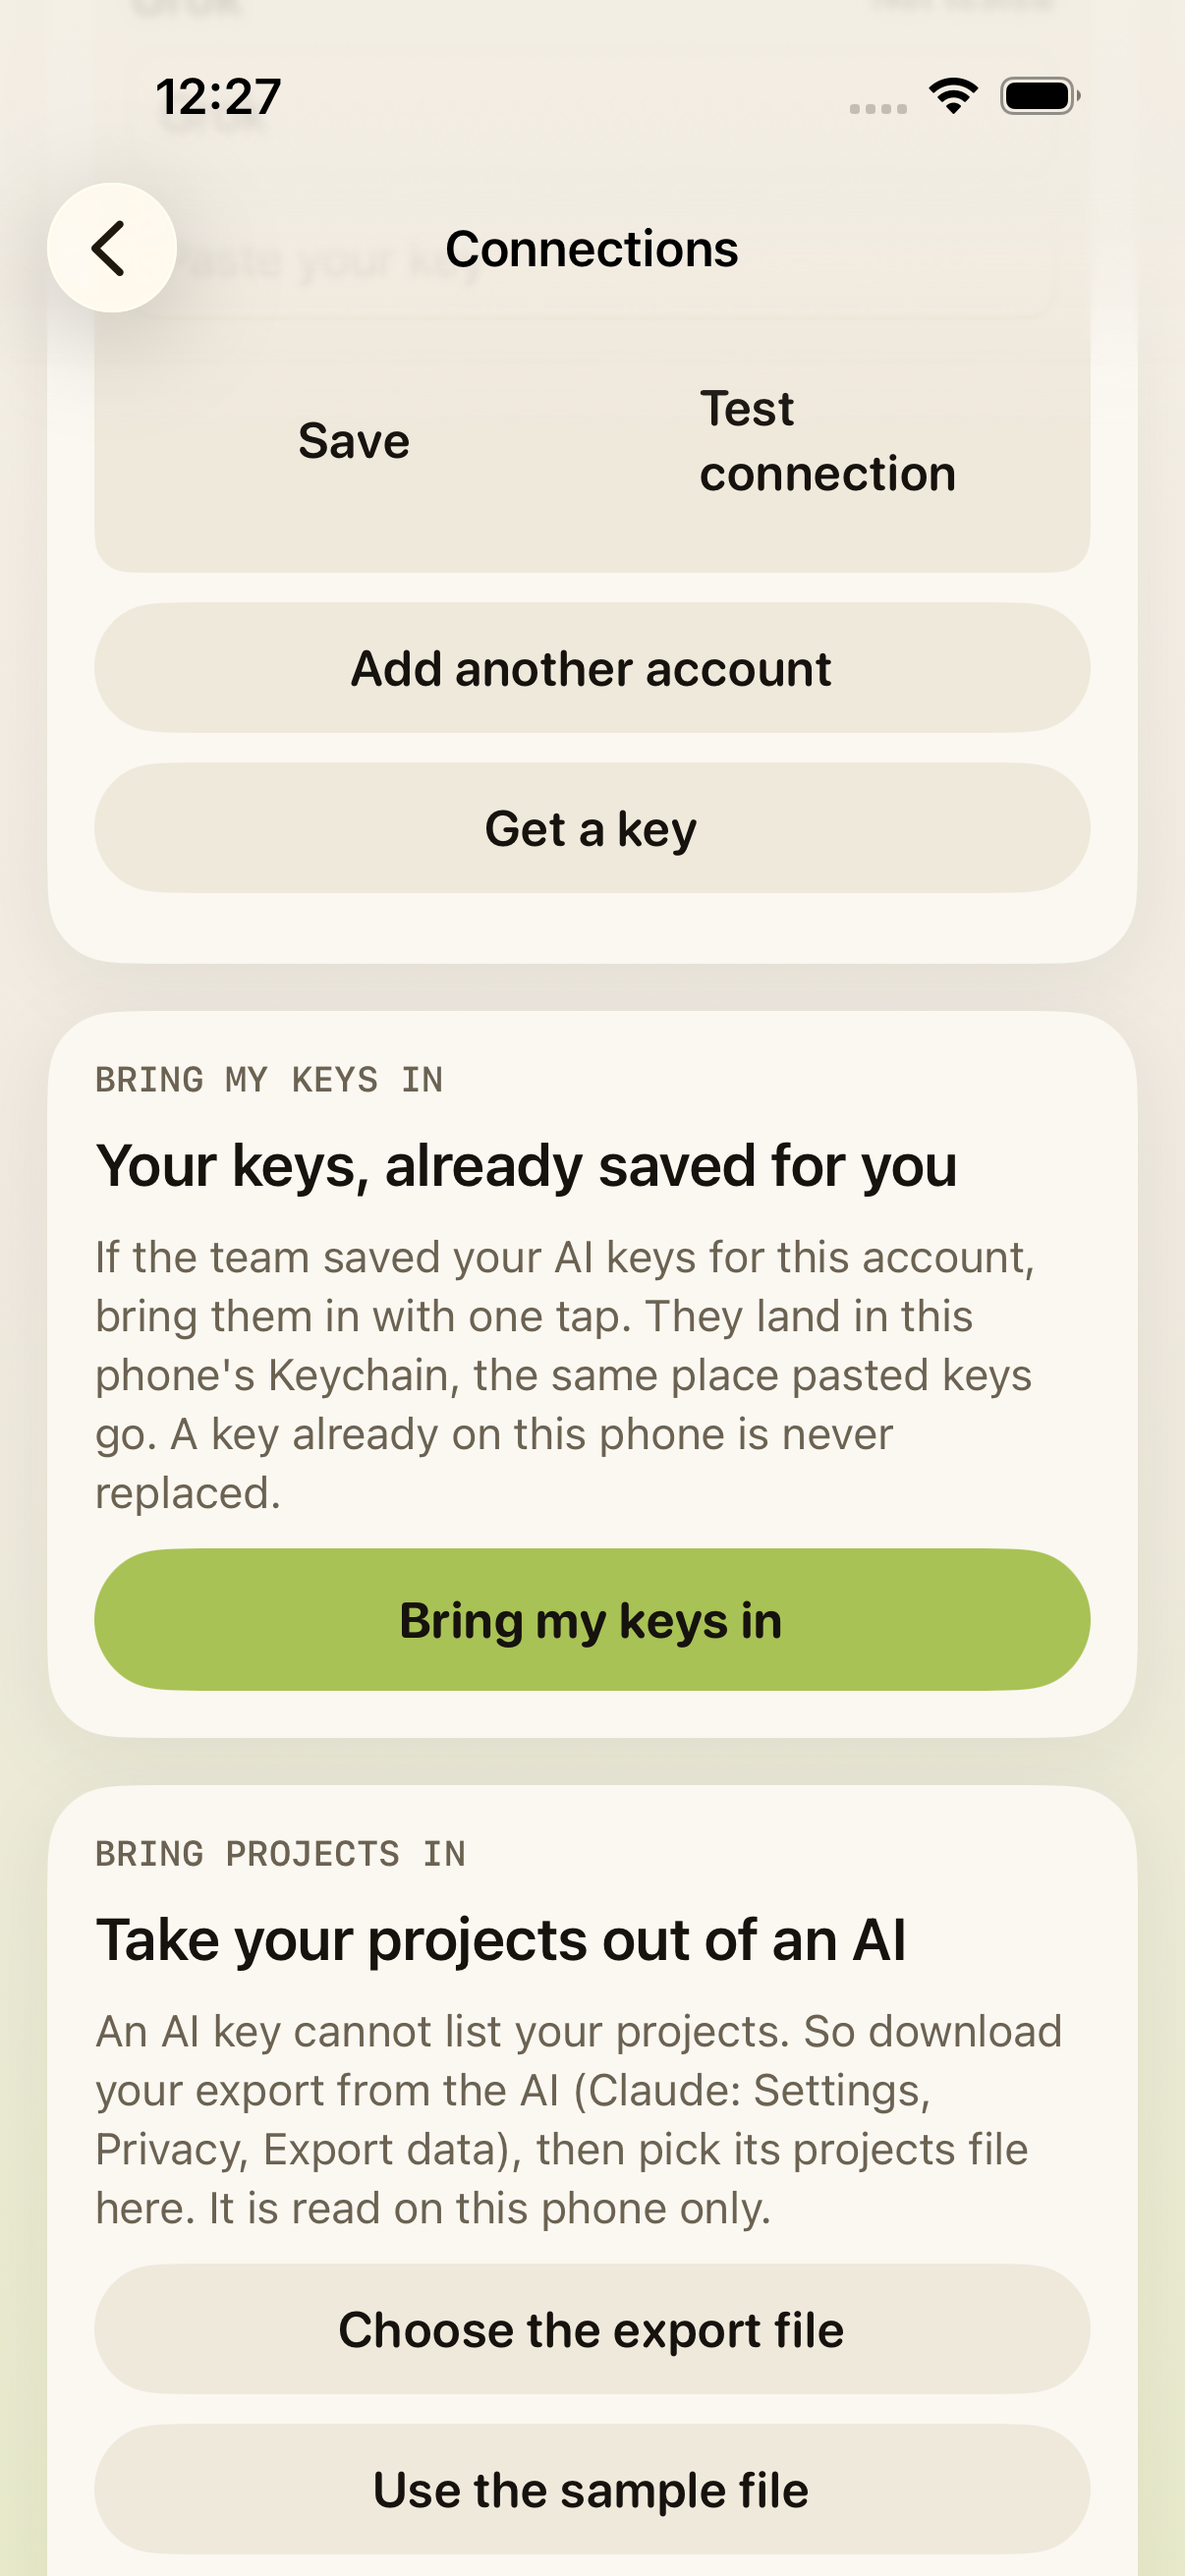 12:27
Connections
Paste your key
Save
Test
connection
Add another account
Get a key
BRING MY KEYS IN
Your keys, already saved for you
If the team saved your AI keys for this account,
bring them in with one tap. They land in this
phone's Keychain, the same place pasted keys
go. A key already on this phone is never
replaced.
Bring my keys in
BRING PROJECTS IN
Take your projects out of an AI
An AI key cannot list your projects. So download
your export from the AI (Claude: Settings,
Privacy, Export data), then pick its projects file
here. It is read on this phone only.
Choose the export file
Use the sample file